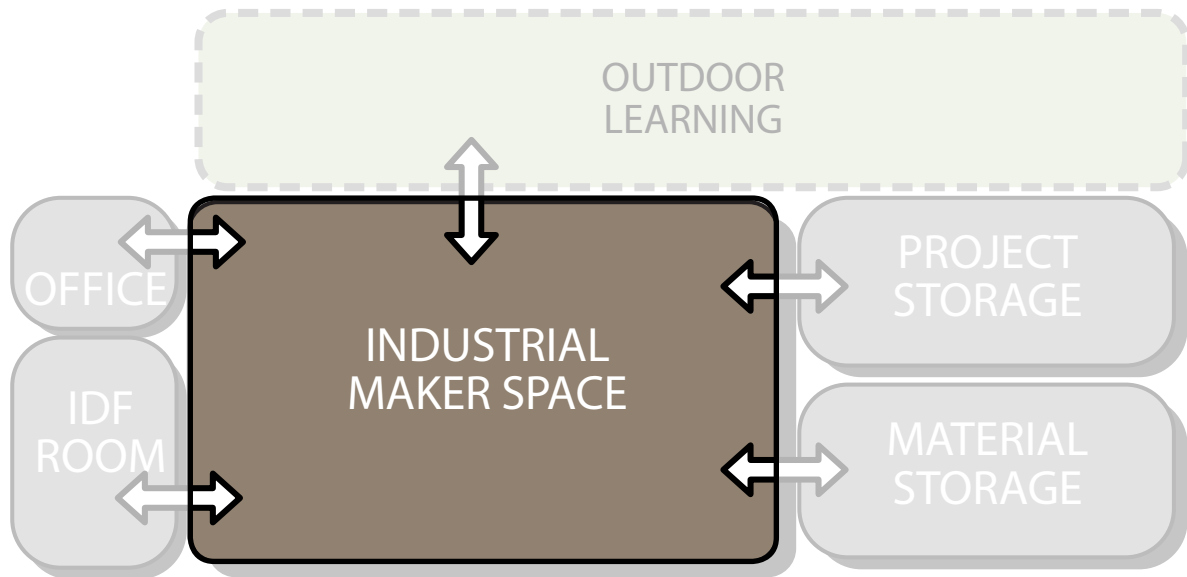 OUTDOOR
LEARNING
OFFICE
PROJECT
STORAGE
INDUSTRIAL
MAKER SPACE
IDF
ROOM
MATERIAL
STORAGE